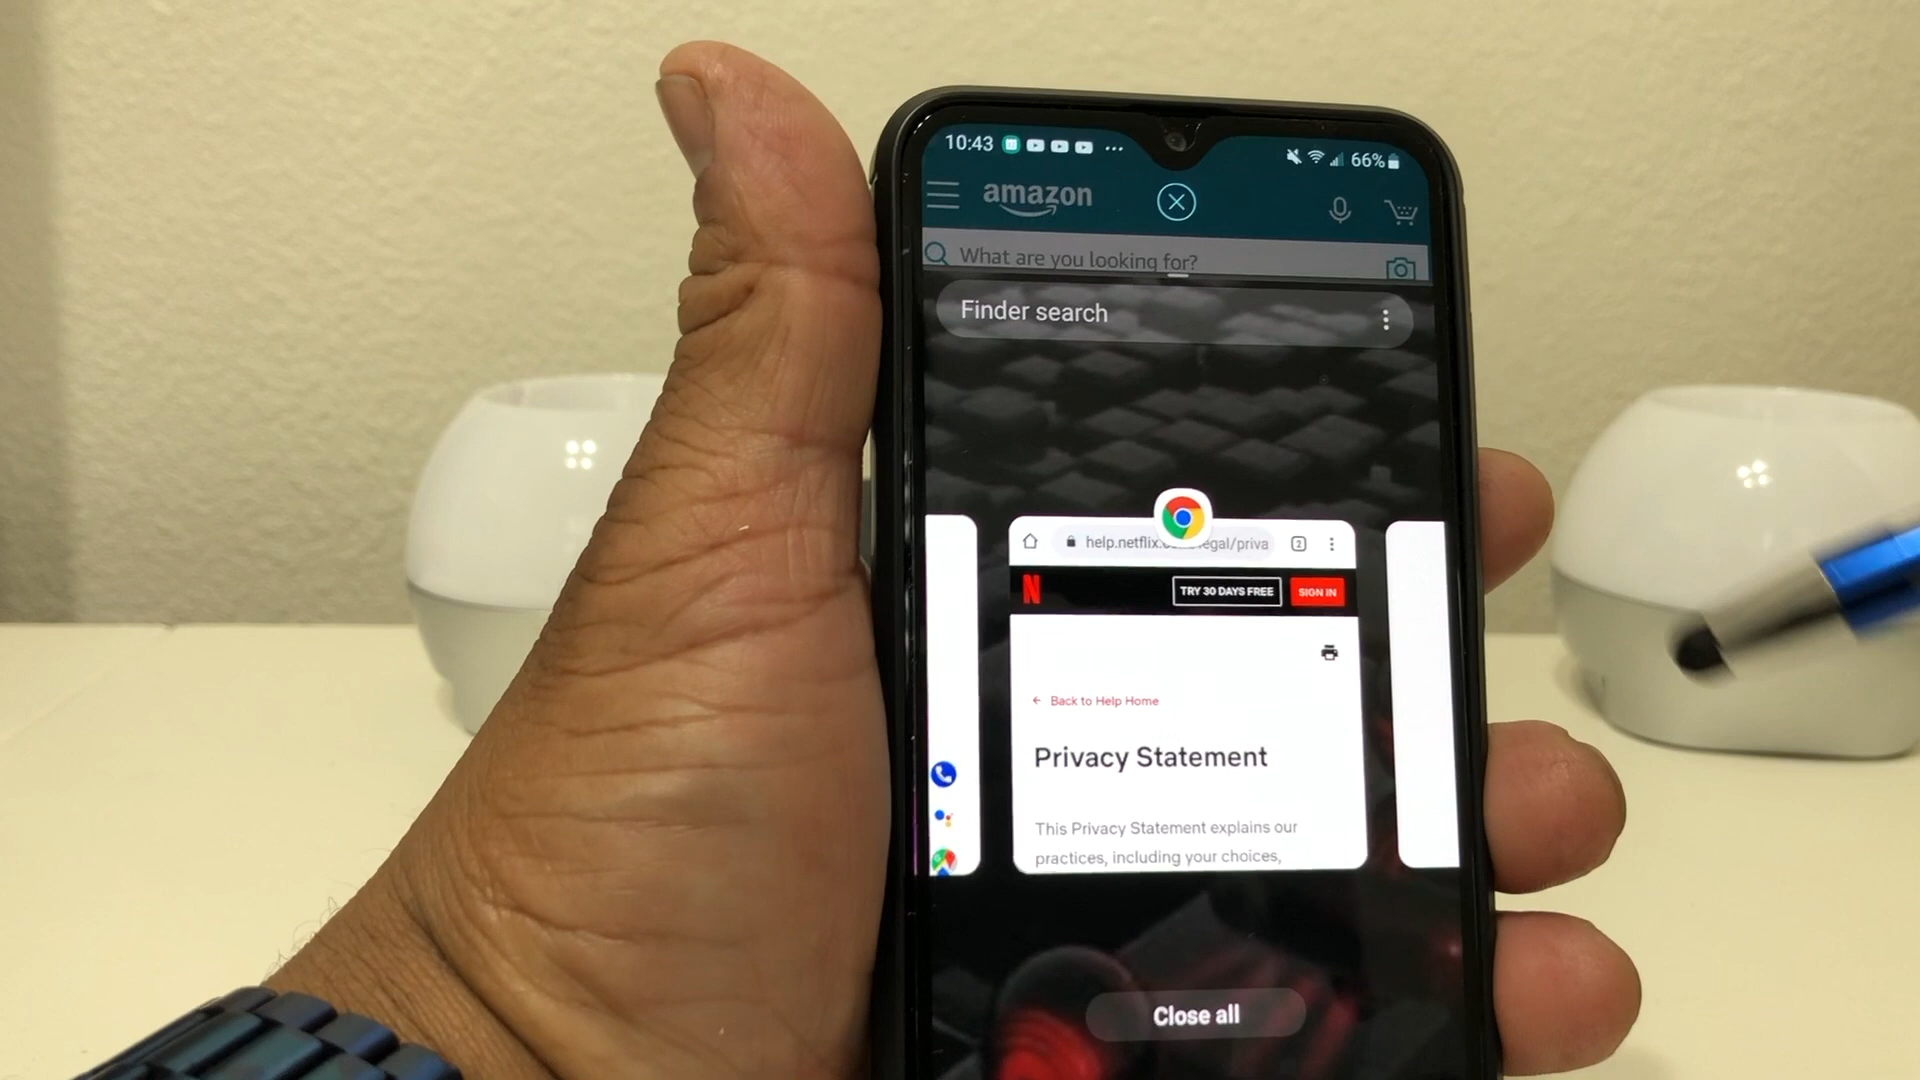 10:43
66%
amazon
What are you looking for?
Finder search
help.netflix. egal/priva
2
N
TRY 30 DAYS FREE
SIGN IN
← Back to Help Home
Privacy Statement
This Privacy Statement explains our
practices, including your choices,
Close all